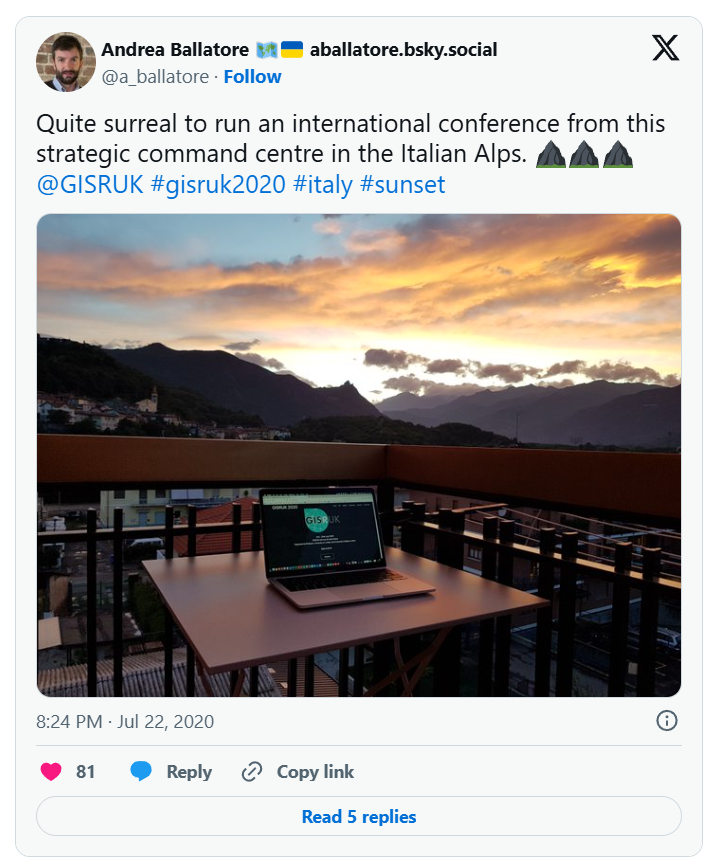 Andrea Ballatore 🗺️🇺🇦 aballatore.bsky.social
@a_ballatore · Follow
Quite surreal to run an international conference from this
strategic command centre in the Italian Alps. ⛰️⛰️⛰️
@GISRUK #gisruk2020 #italy #sunset
GISRUK 2020
GISRUK
8:24 PM · Jul 22, 2020
81 Reply Copy link
Read 5 replies